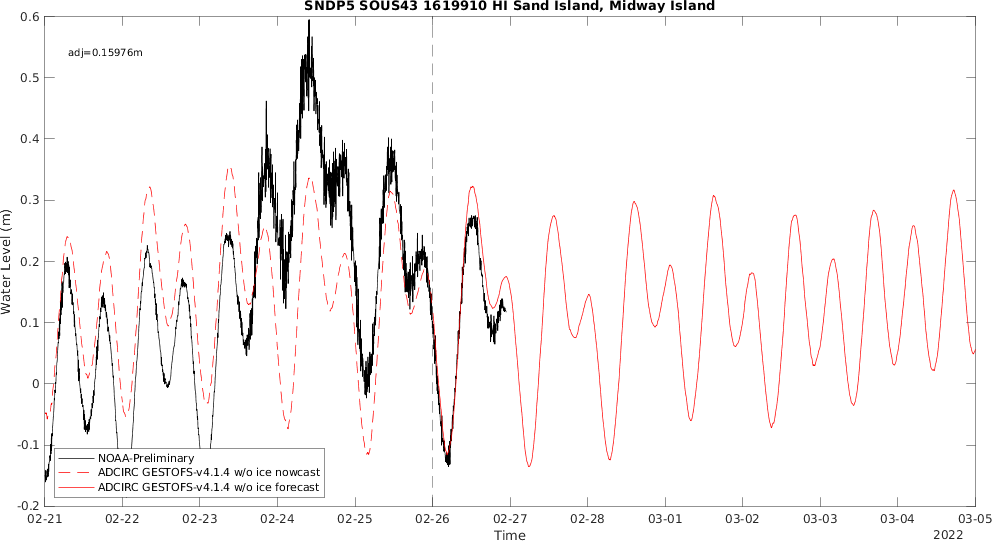 SNDP5 SOUS43 1619910 HI Sand Island, Midway Island
adj=0.15976m
Water Level (m)
0.6
0.5
0.4
0.3
0.2
0.1
0
-0.1
-0.2
NOAA-Preliminary
ADCIRC GESTOFS-v4.1.4 w/o ice nowcast
ADCIRC GESTOFS-v4.1.4 w/o ice forecast
02-21 02-22 02-23 02-24 02-25 02-26 02-27 02-28 03-01 03-02 03-03 03-04 03-05
Time
2022